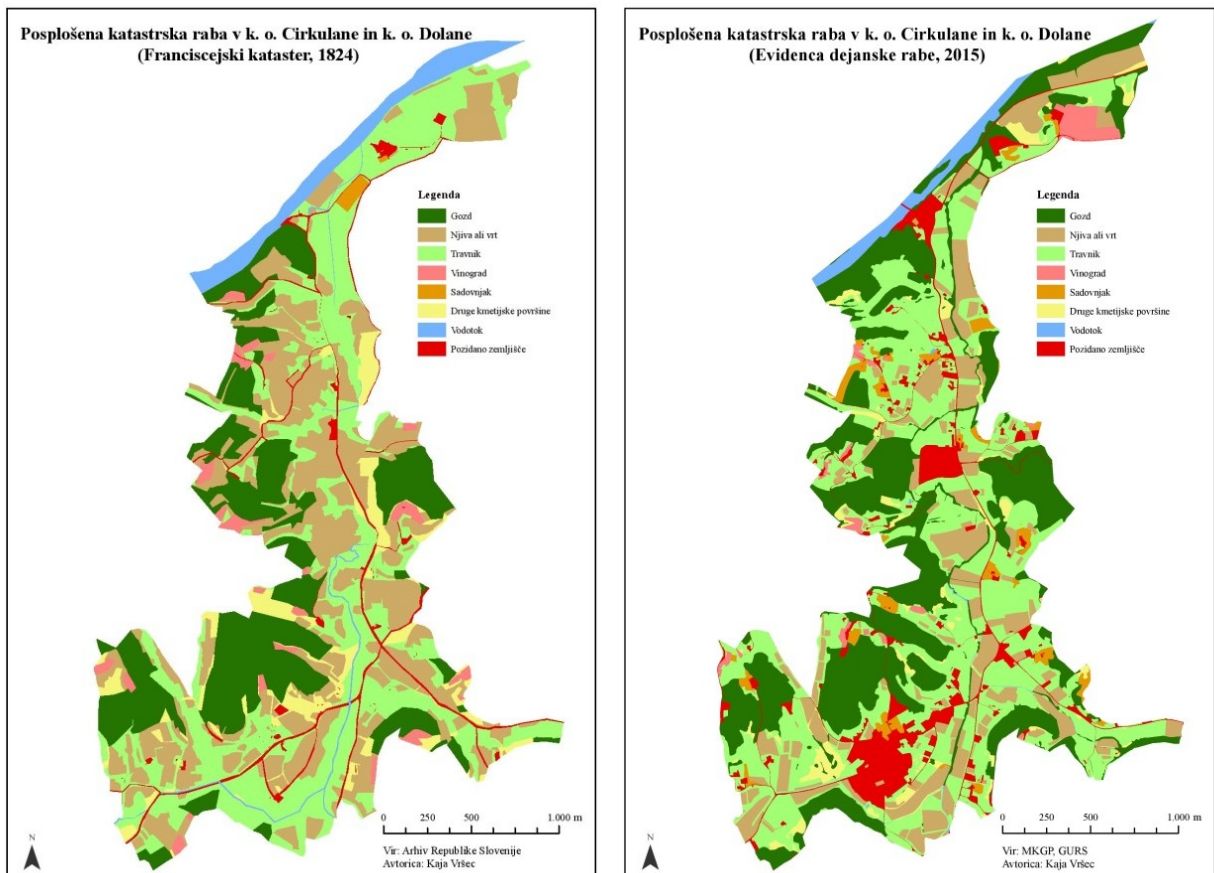 Posplošena katastrska raba v k. o. Cirkulane in k. o. Dolane
(Franciscejski kataster, 1824)
Legenda
Gozd
Njiva ali vrt
Travnik
Vinograd
Sadovnjak
Druge kmetijske površine
Vodotok
Pozidano zemljišče
N
0 250 500 1.000 m
Vir: Arhiv Republike Slovenije
Avtorica: Kaja Vršec
Posplošena katastrska raba v k. o. Cirkulane in k. o. Dolane
(Evidenca dejanske rabe, 2015)
Legenda
Gozd
Njiva ali vrt
Travnik
Vinograd
Sadovnjak
Druge kmetijske površine
Vodotok
Pozidano zemljišče
N
0 250 500 1.000 m
Vir: MKGP, GURS
Avtorica: Kaja Vršec